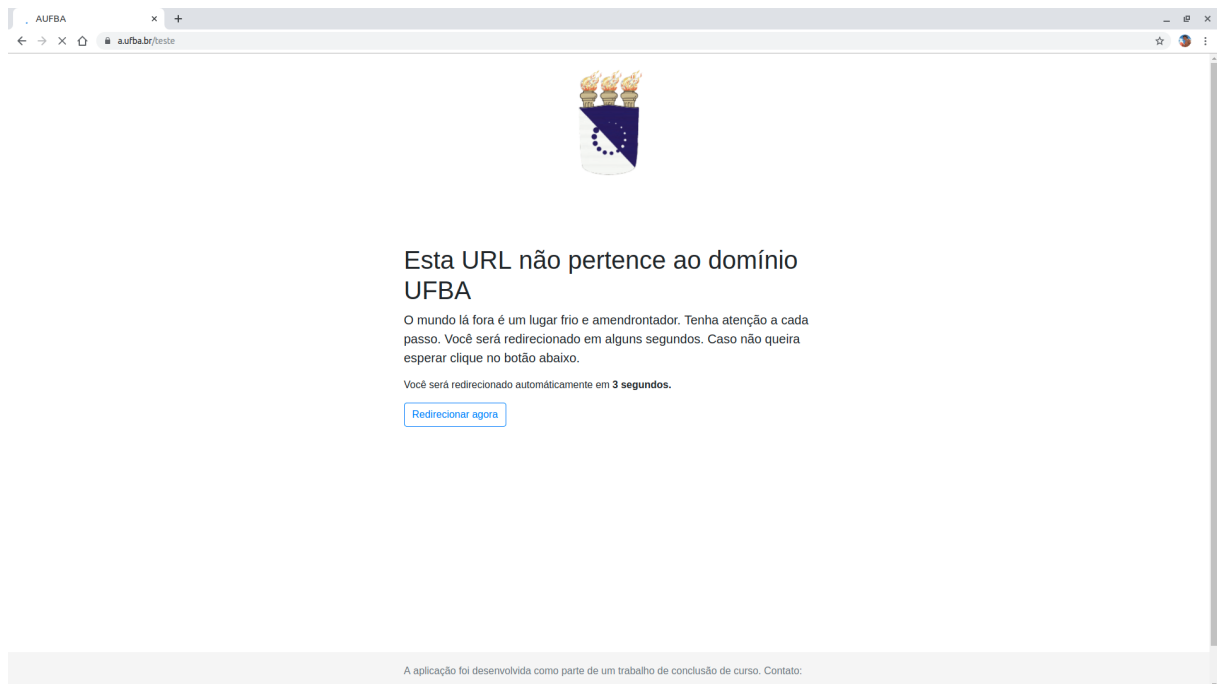 AUFBA
a.ufba.br/teste
Esta URL não pertence ao domínio
UFBA
O mundo lá fora é um lugar frio e amendrontador. Tenha atenção a cada
passo. Você será redirecionado em alguns segundos. Caso não queira
esperar clique no botão abaixo.
Você será redirecionado automáticamente em 3 segundos.
Redirecionar agora
A aplicação foi desenvolvida como parte de um trabalho de conclusão de curso. Contato: